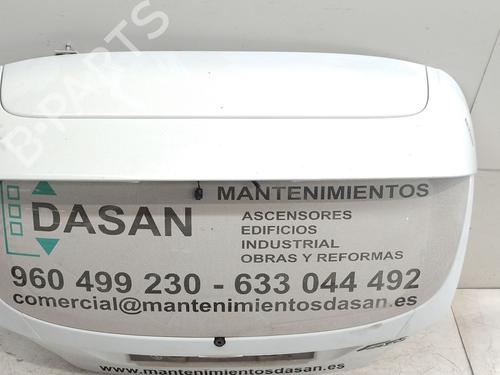 B-PARTS
MANTENIMIENTOS
DASAN
ASCENSORES
EDIFICIOS
INDUSTRIAL
OBRAS Y REFORMAS
960 499 230 - 633 044 492
comercial@mantenimientosdasan.es
www.mantenimientosdasan.es